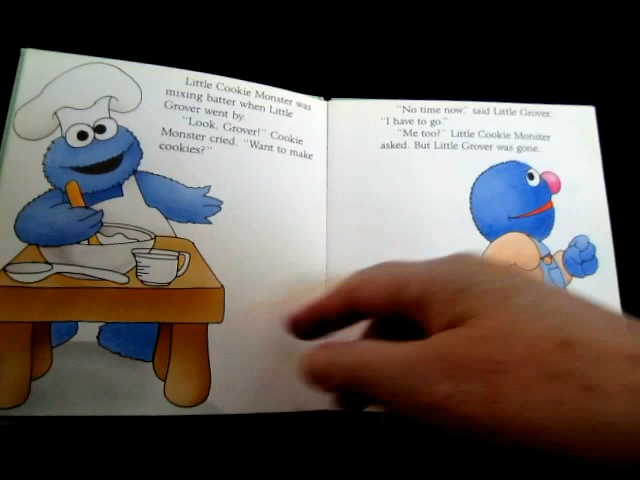 Little Cookie Monster was
mixing batter when Little
Grover went by.
"Look, Grover!" Cookie
Monster cried. "Want to make
cookies?"
"No time now," said Little Grover.
"I have to go."
"Me too?" Little Cookie Monster
asked. But Little Grover was gone.